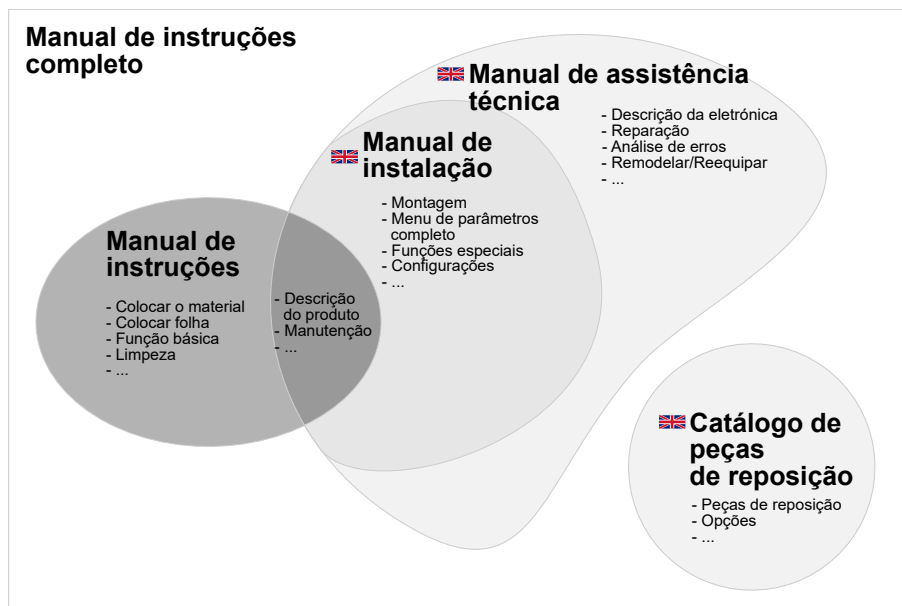 Manual de instruções
completo
Manual de assistência
técnica
- Descrição da eletrónica
- Reparação
- Análise de erros
- Remodelar/Reequipar
- ...
Manual de
instalação
- Montagem
- Menu de parâmetros
completo
- Funções especiais
- Configurações
- ...
Manual de
instruções
- Colocar o material
- Colocar folha
- Função básica
- Limpeza
- ...
- Descrição
do produto
- Manutenção
- ...
Catálogo de
peças
de reposição
- Peças de reposição
- Opções
- ...